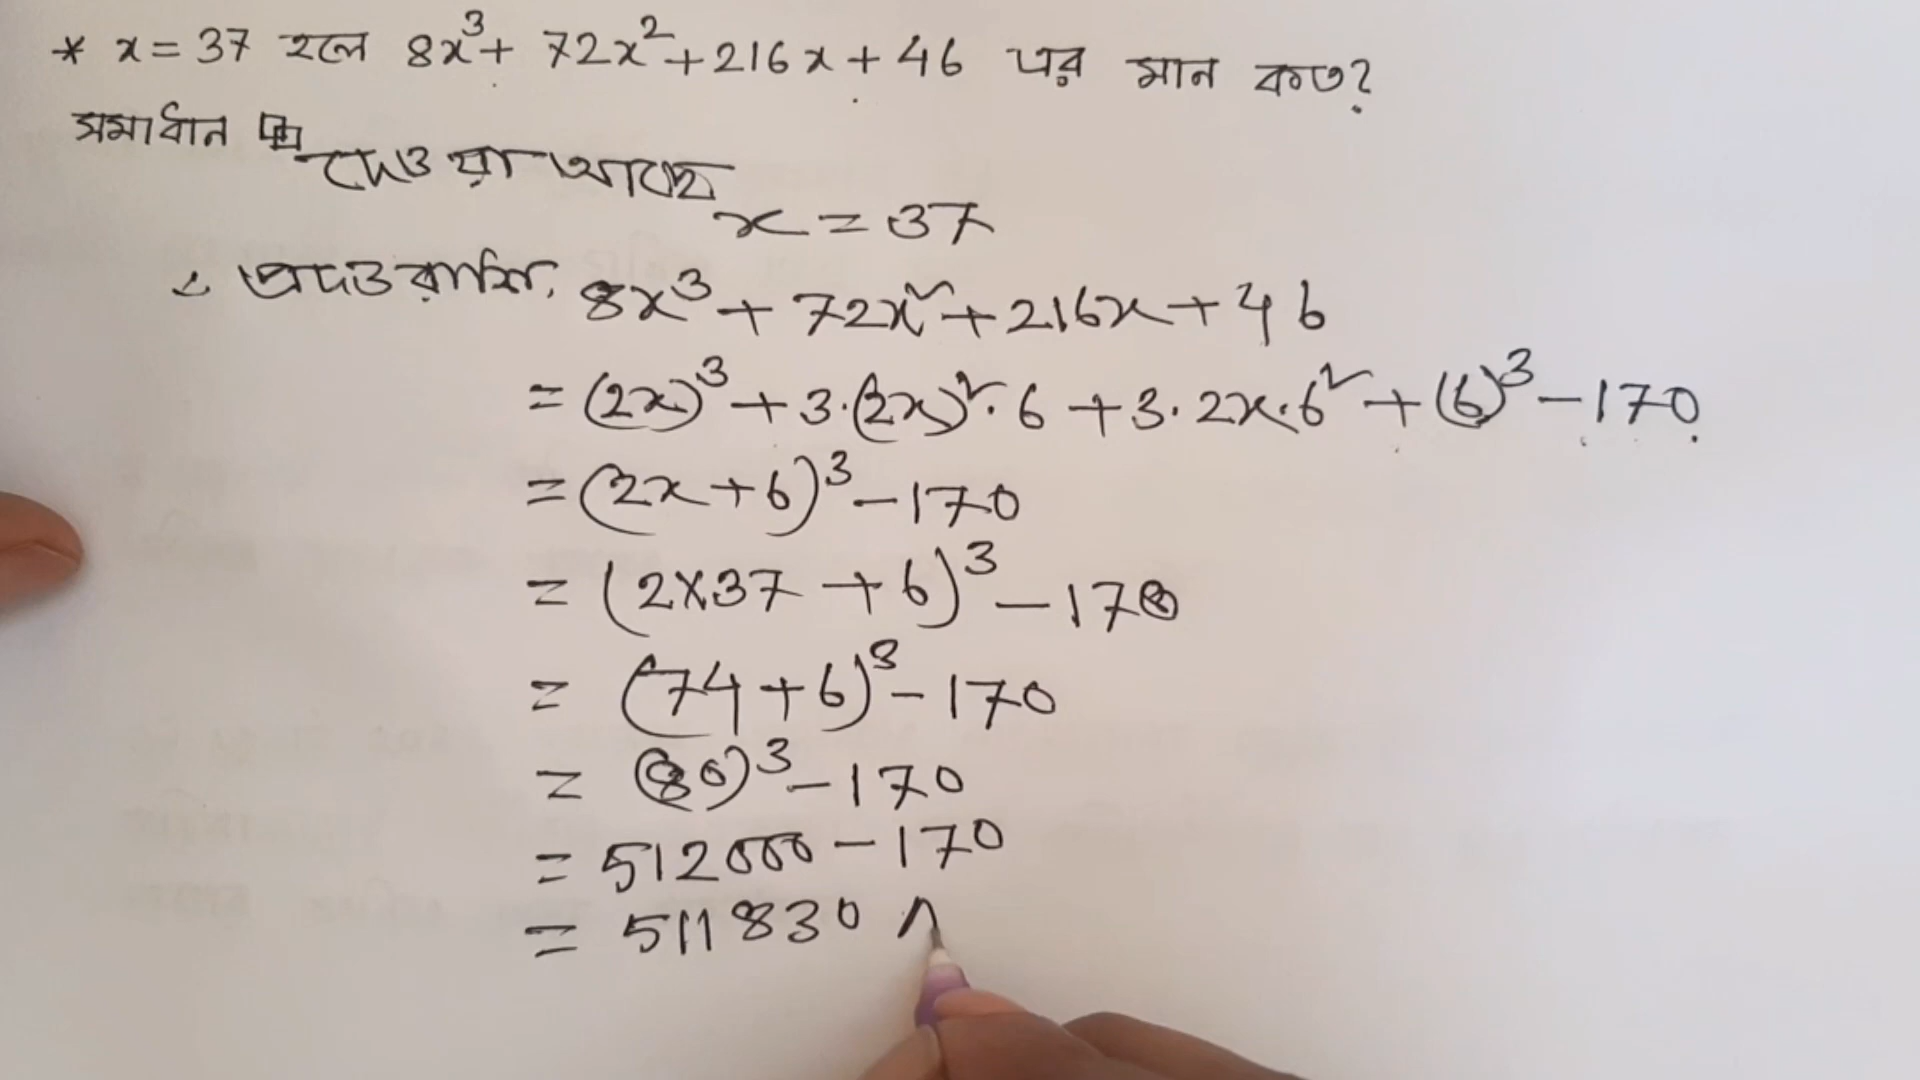 * x = 37 হলে 8x³ + 72x² + 216x + 46 এর মান কত?
সমাধান
দেওয়া আছে
x = 37
∴ প্রদত্ত রাশি, 8x³ + 72x² + 216x + 46
= (2x)³ + 3·(2x)²·6 + 3·2x·6² + (6)³ - 170
= (2x + 6)³ - 170
= (2×37 + 6)³ - 170
= (74 + 6)³ - 170
= (80)³ - 170
= 512000 - 170
= 511830